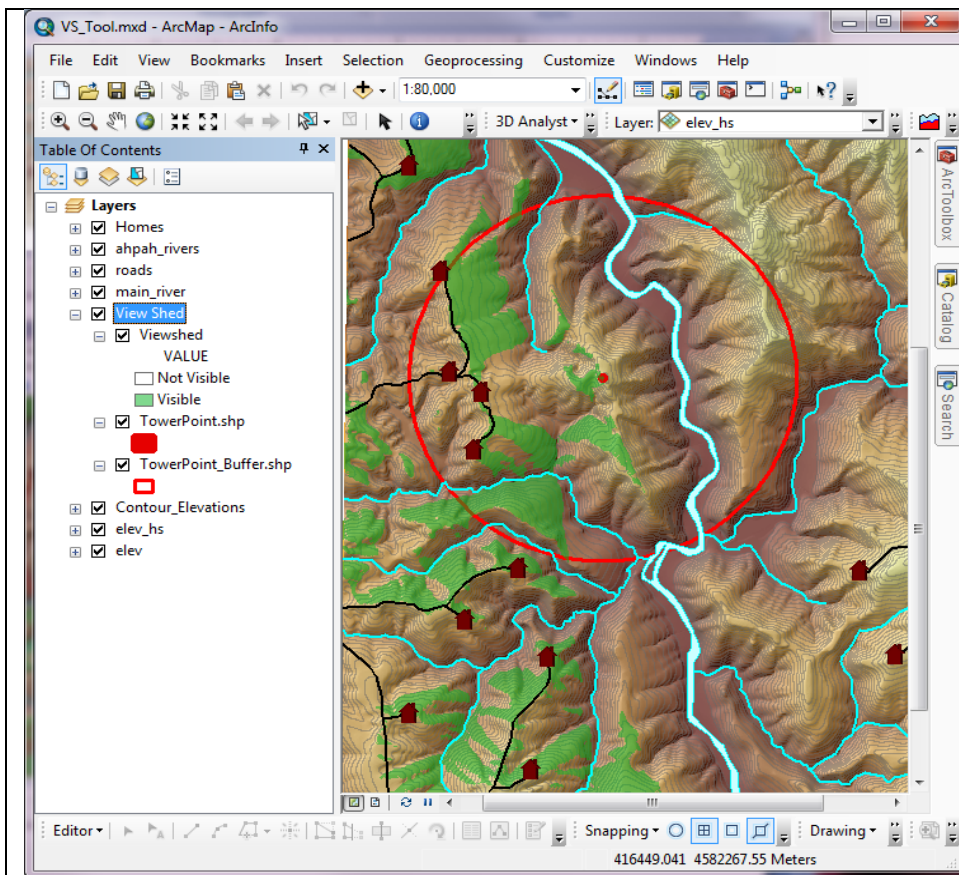 VS_Tool.mxd - ArcMap - ArcInfo
File Edit View Bookmarks Insert Selection Geoprocessing Customize Windows Help
1:80,000
3D Analyst Layer: elev_hs
Table Of Contents
Layers
Homes
ahpah_rivers
roads
main_river
View Shed
Viewshed
VALUE
Not Visible
Visible
TowerPoint.shp
TowerPoint_Buffer.shp
Contour_Elevations
elev_hs
elev
ArcToolbox
Catalog
Search
Editor Snapping Drawing
416449.041 4582267.55 Meters